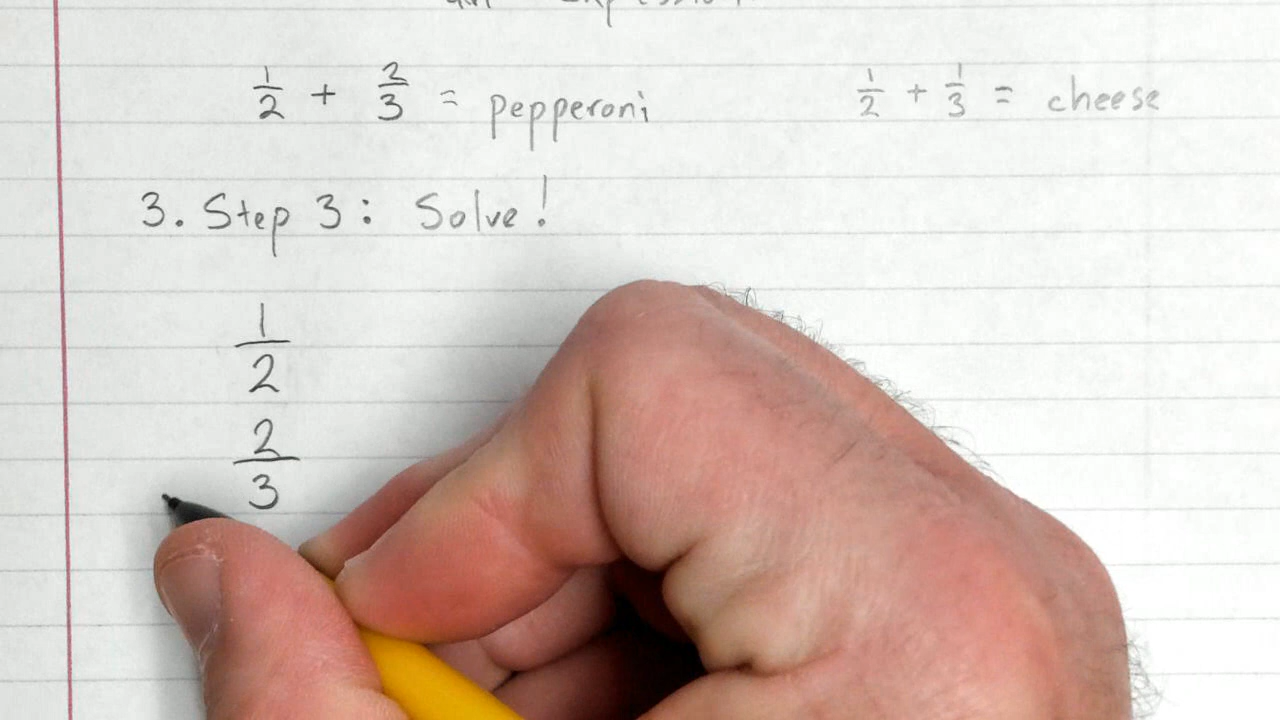 1/2 + 2/3 = pepperoni
1/2 + 1/3 = cheese
3. Step 3: Solve!
1/2
2/3